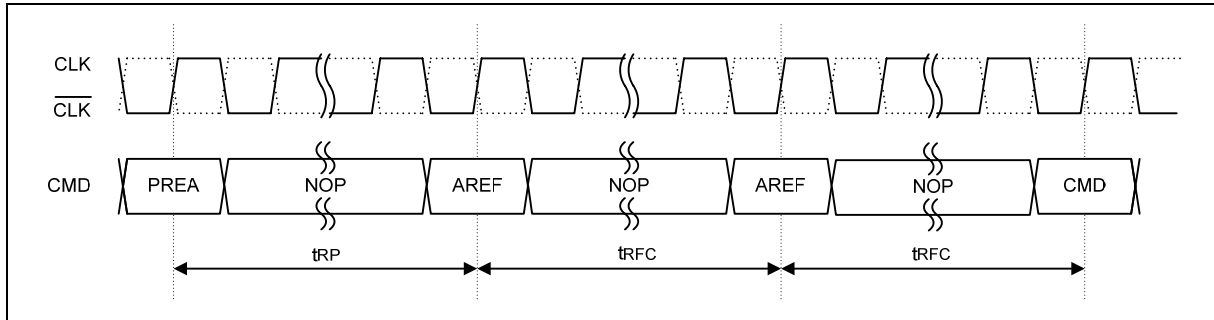 CLK
CLK
CMD PREA NOP AREF NOP AREF NOP CMD
tRP tRFC tRFC